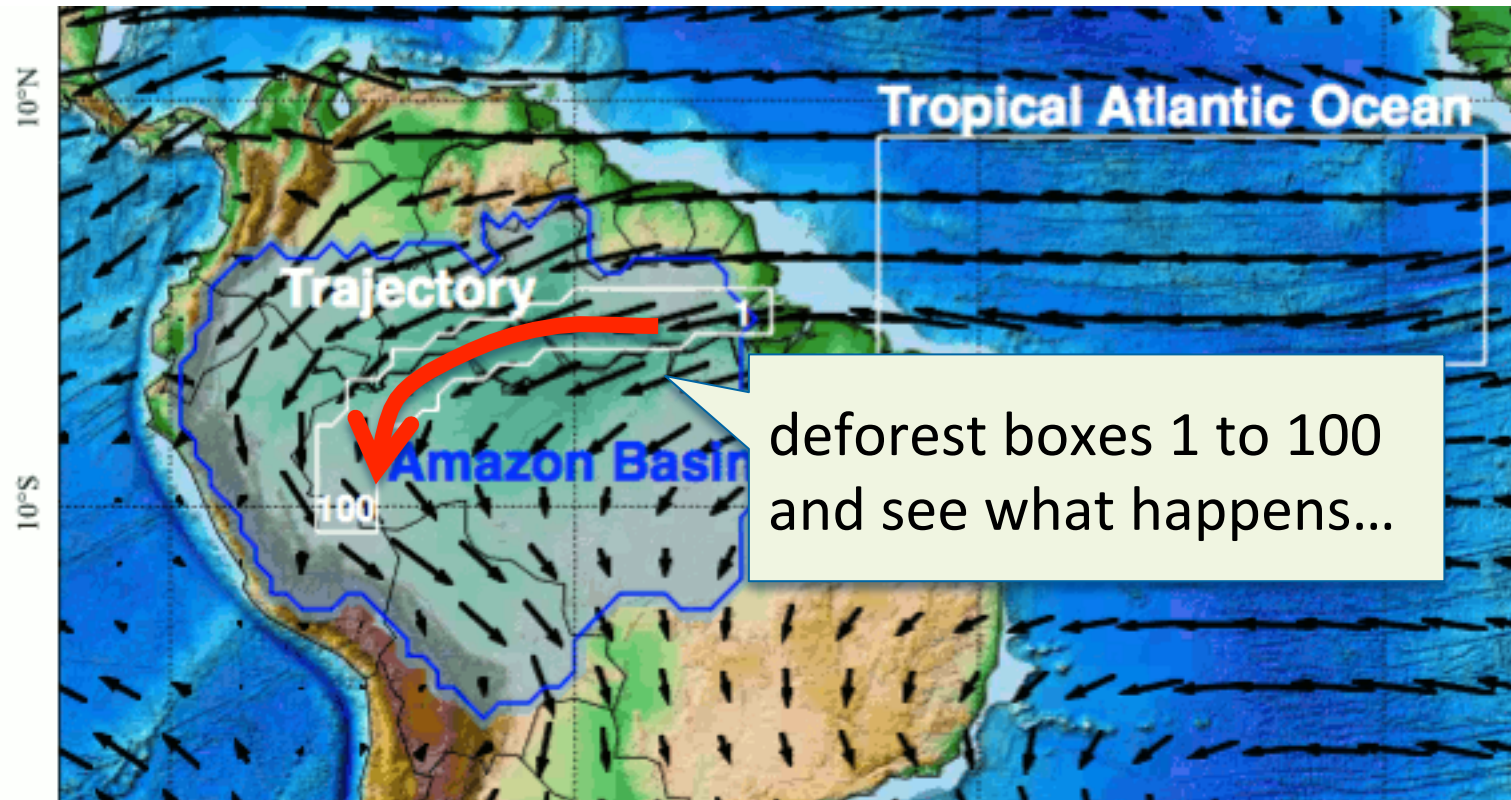 10°N
Tropical Atlantic Ocean
Trajectory
1
deforest boxes 1 to 100
and see what happens...
Amazon Basin
10°S
100